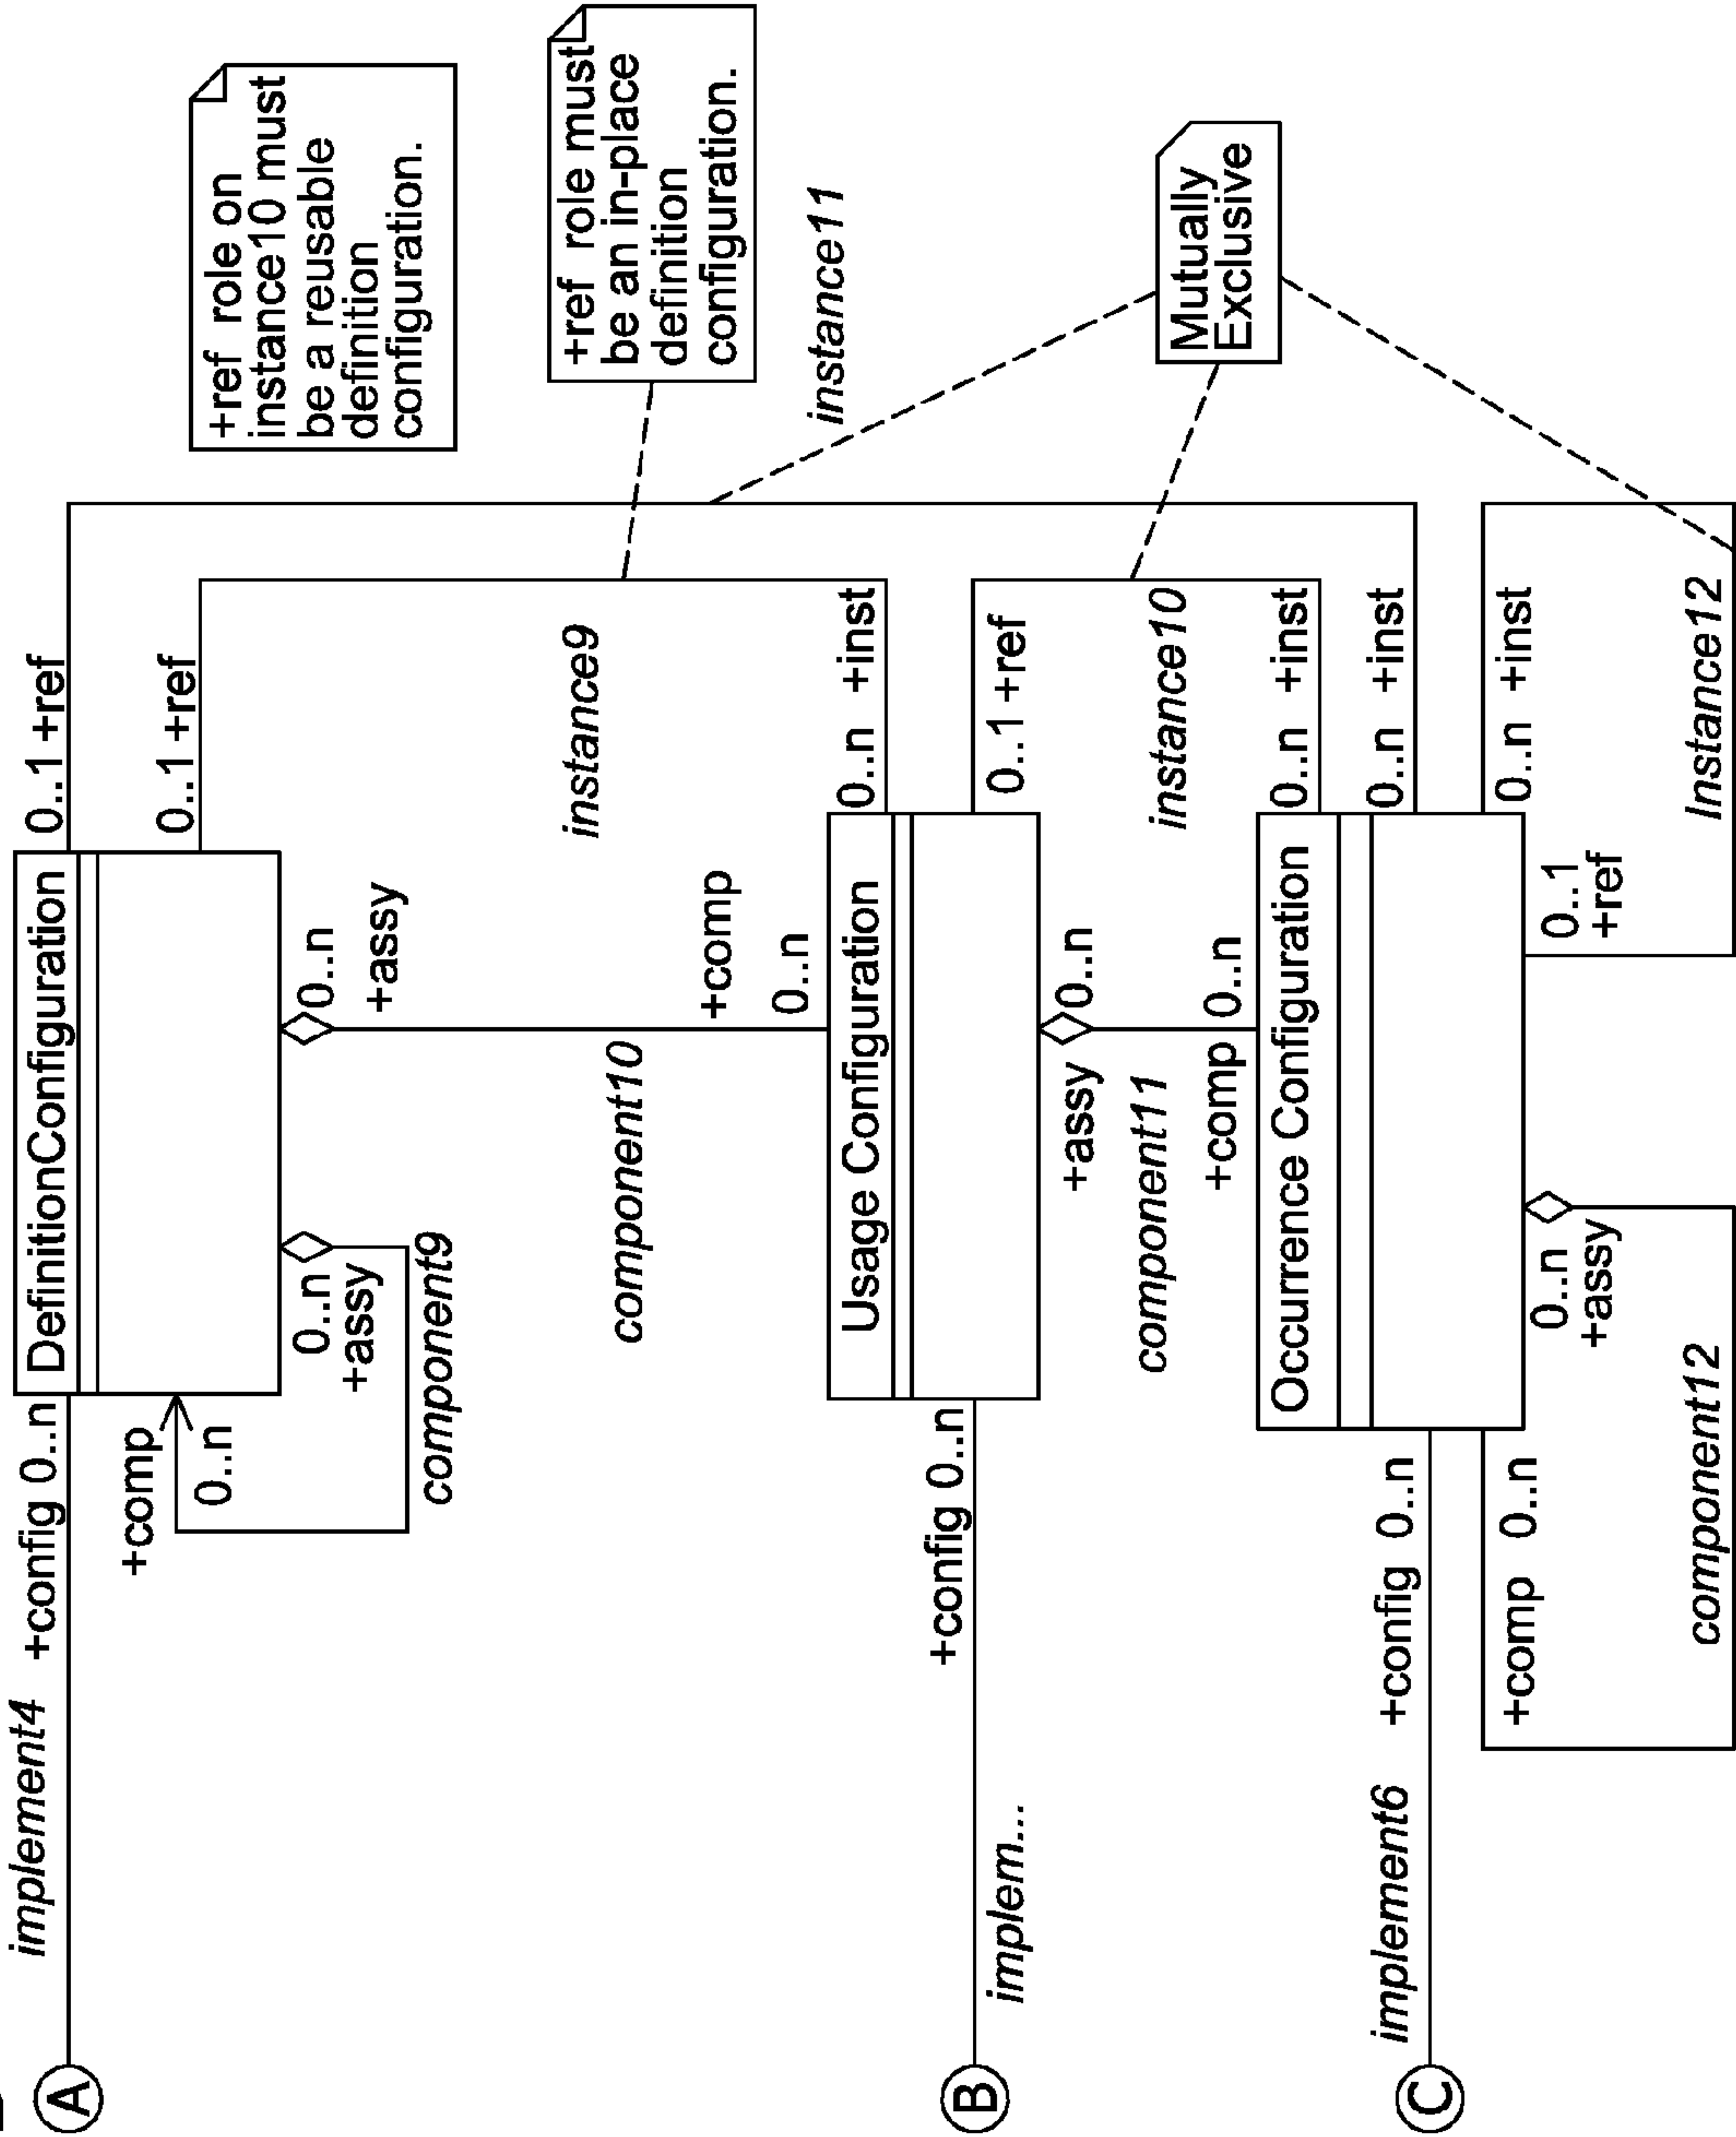 implement4
A
+config 0..n
DefinitionConfiguration
0..1 +ref
0..1 +ref
+comp
0..n
0..n
+assy
component9
0..n
+assy
+ref role on
instance10 must
be a reusable
definition
configuration.
+ref role must
be an in-place
definition
configuration.
instance9
instance11
component10
+comp
0..n
B
implem...
+config 0..n
Usage Configuration
0..n +inst
0..1 +ref
+assy
0..n
component11
instance10
Mutually
Exclusive
+comp 0..n
C
implement6
+config 0..n
Occurrence Configuration
0..n +inst
0..n +inst
0..n +inst
+comp 0..n
0..n
+assy
0..1
+ref
component12
Instance12